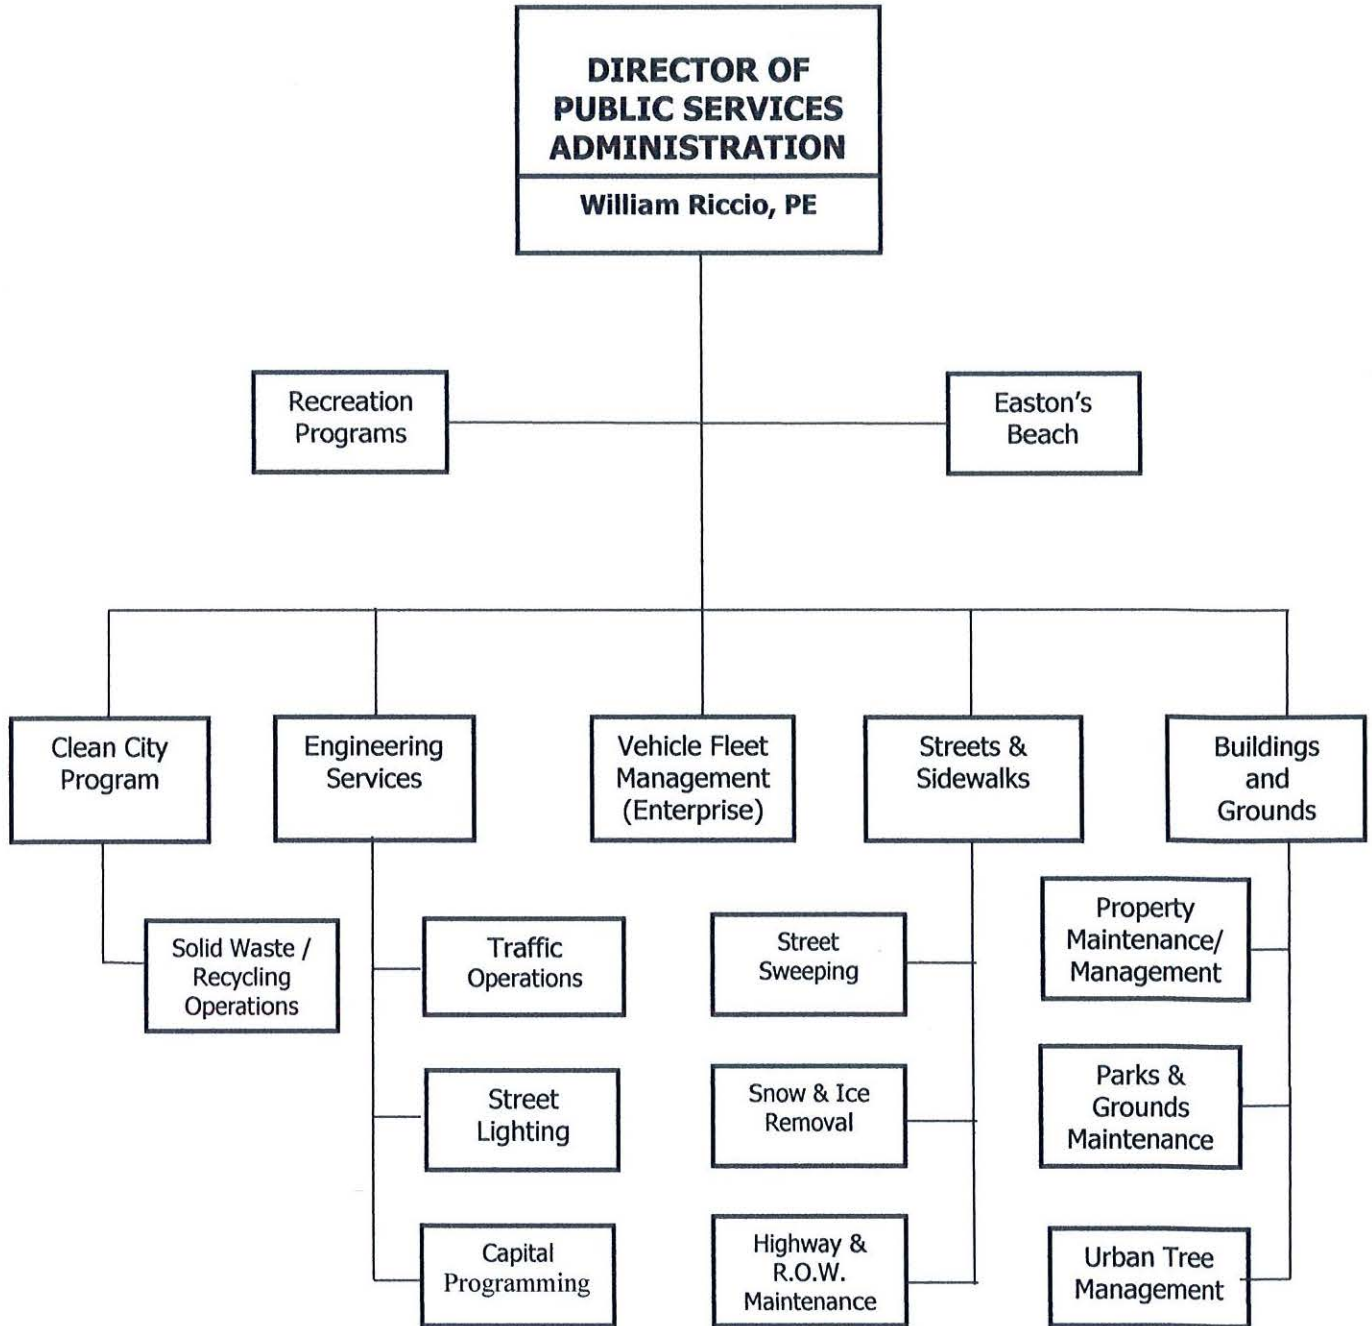 DIRECTOR OF
PUBLIC SERVICES
ADMINISTRATION
William Riccio, PE
Recreation
Programs
Easton's
Beach
Clean City
Program
Engineering
Services
Vehicle Fleet
Management
(Enterprise)
Streets &
Sidewalks
Buildings
and
Grounds
Solid Waste /
Recycling
Operations
Traffic
Operations
Street
Lighting
Capital
Programming
Street
Sweeping
Snow & Ice
Removal
Highway &
R.O.W.
Maintenance
Property
Maintenance/
Management
Parks &
Grounds
Maintenance
Urban Tree
Management